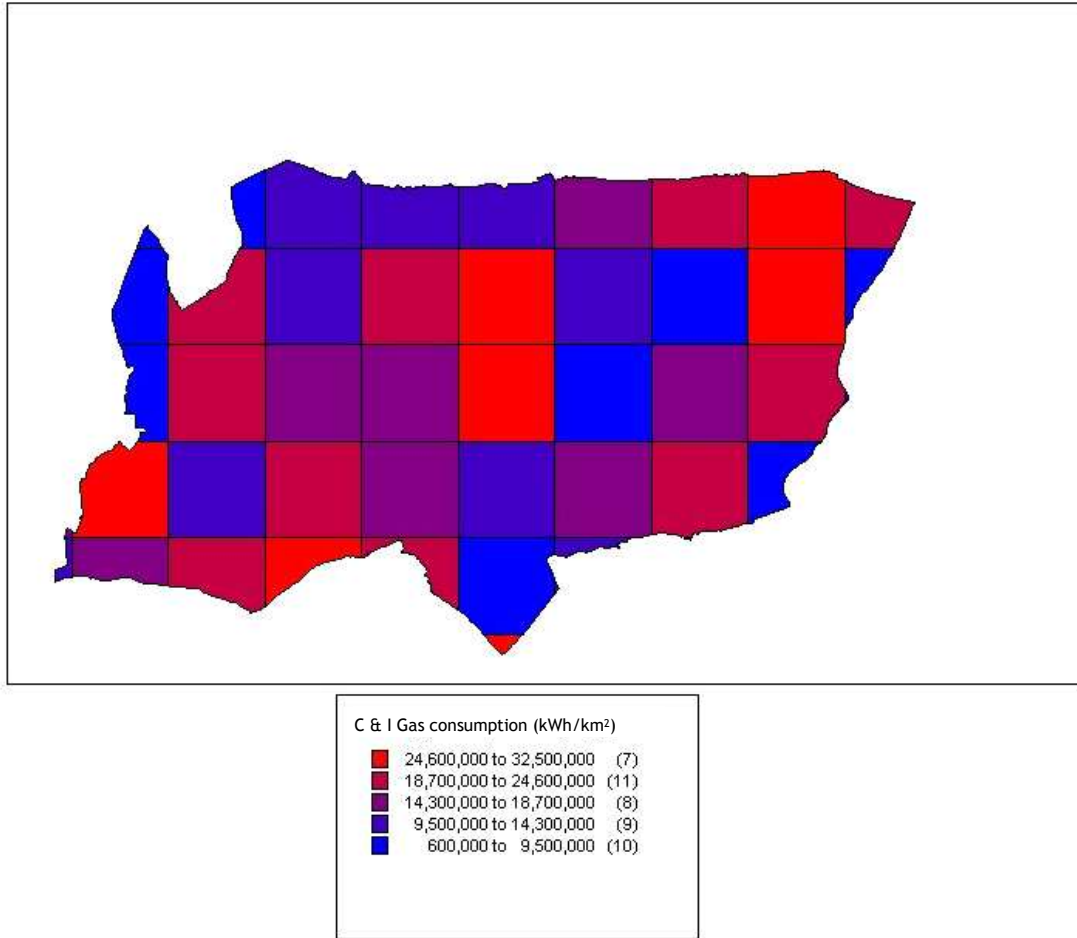 C & I Gas consumption (kWh/km²)
24,600,000 to 32,500,000 (7)
18,700,000 to 24,600,000 (11)
14,300,000 to 18,700,000 (8)
9,500,000 to 14,300,000 (9)
600,000 to 9,500,000 (10)